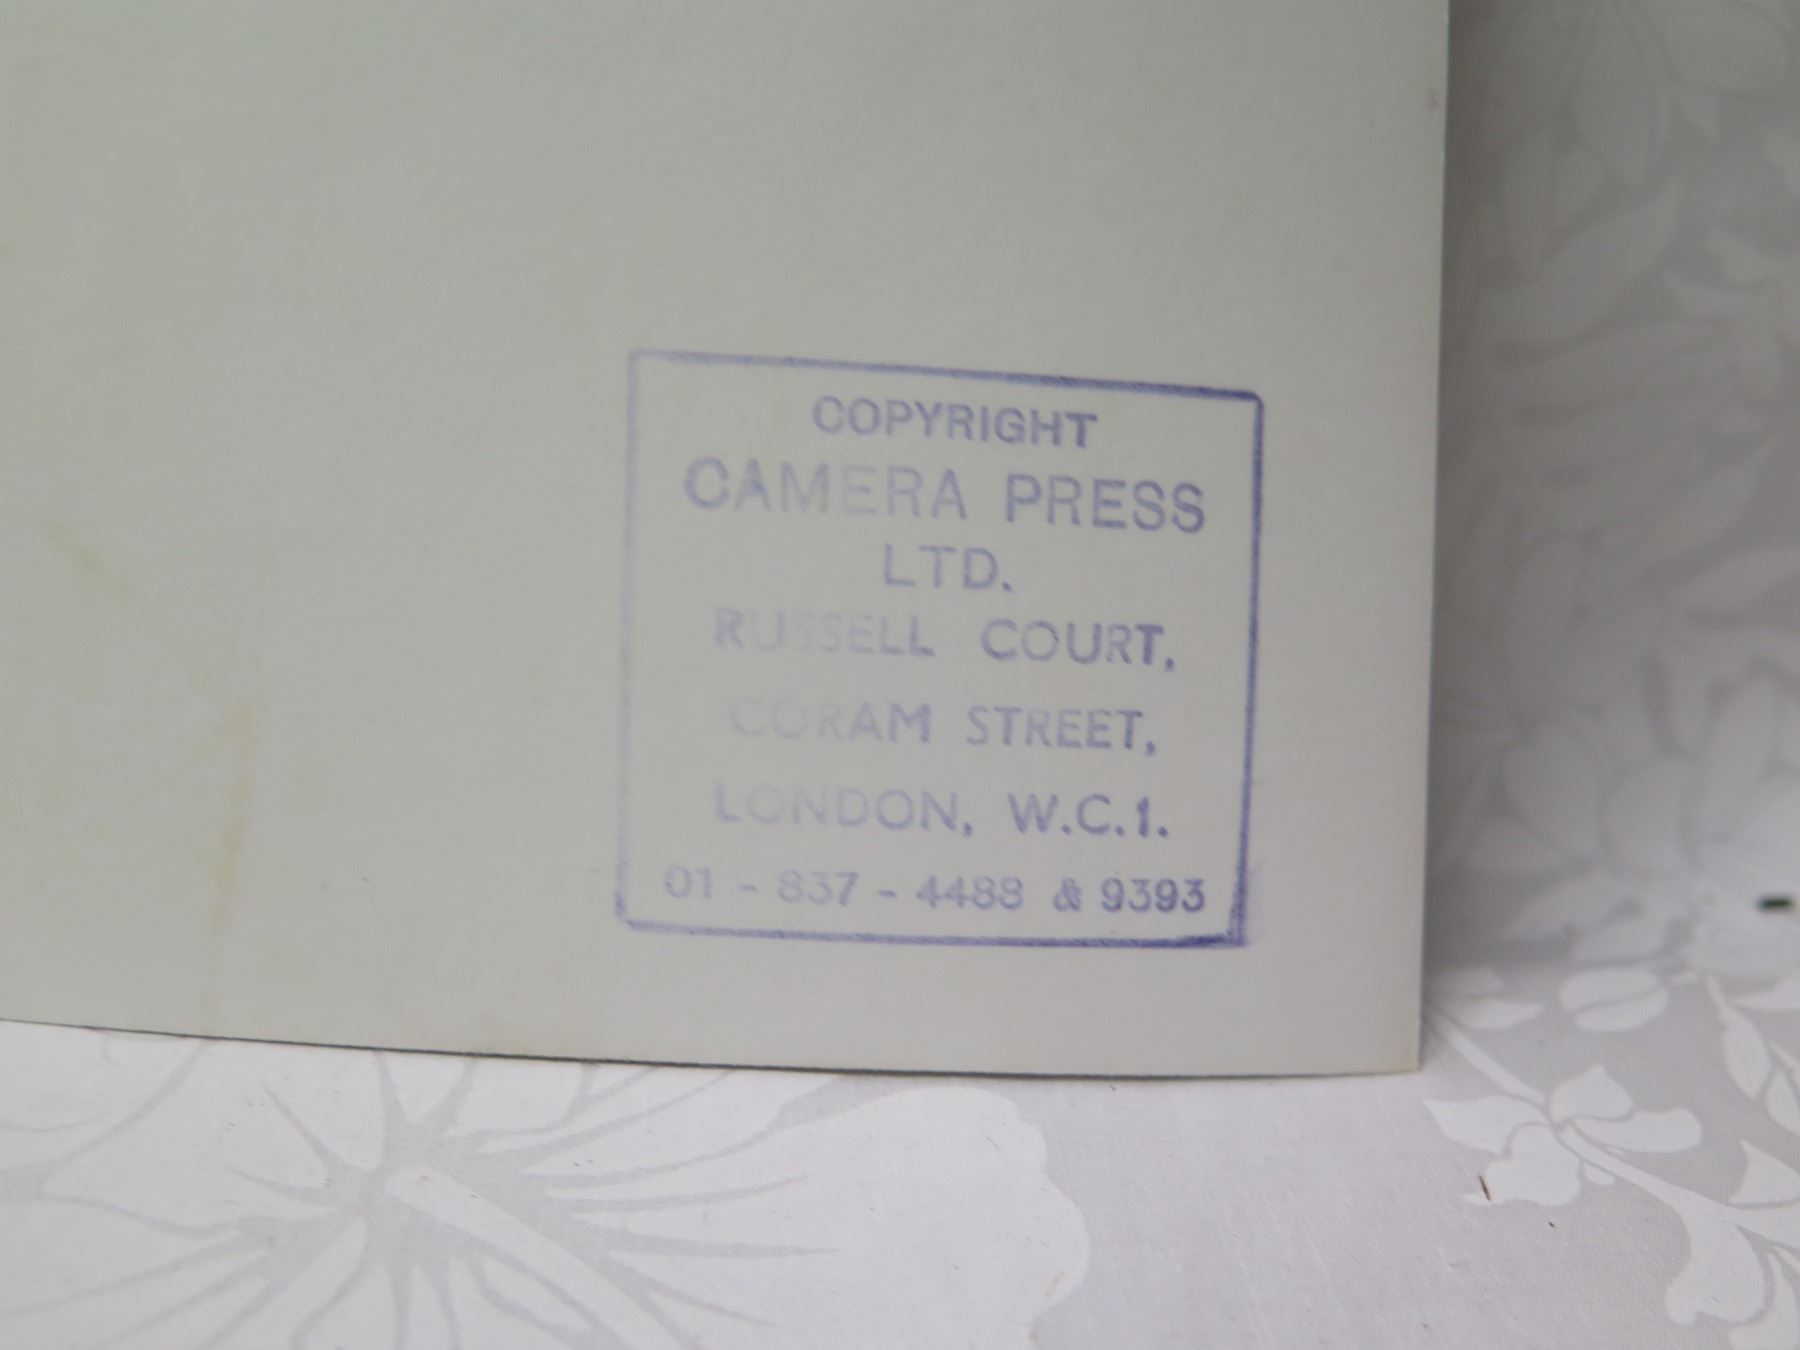 COPYRIGHT
CAMERA PRESS
LTD.
RUSSELL COURT,
CORAM STREET,
LONDON, W.C.1.
01 - 837 - 4488 & 9393